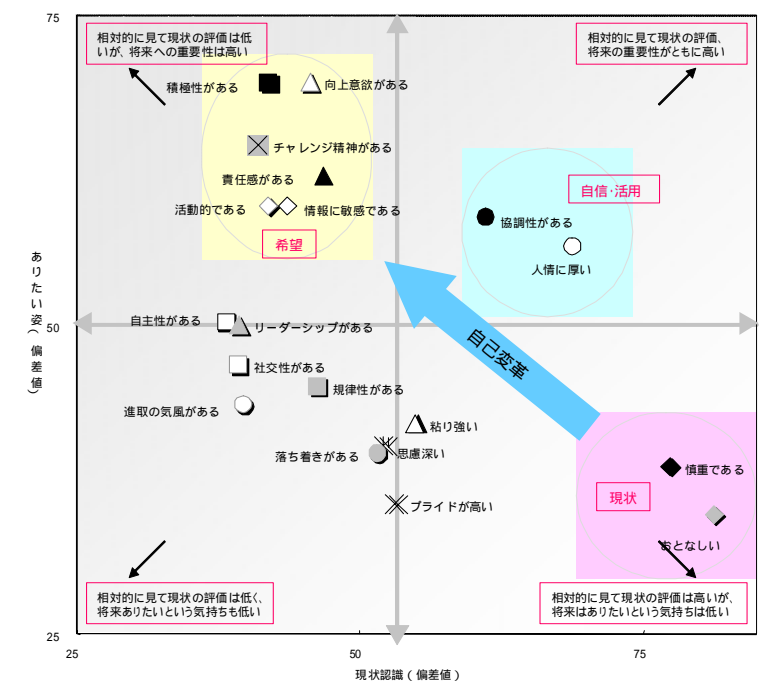 75
相対的に見て現状の評価は低
いが、将来への重要性は高い
相対的に見て現状の評価、
将来の重要性がともに高い
積極性がある
向上意欲がある
チャレンジ精神がある
責任感がある
活動的である
情報に敏感である
希望
自信・活用
協調性がある
人情に厚い
ありたい姿(偏差値)
50
自主性がある
リーダーシップがある
自己変革
社交性がある
規律性がある
進取の気風がある
粘り強い
落ち着きがある
思慮深い
慎重である
現状
プライドが高い
おとなしい
相対的に見て現状の評価は低く、
将来ありたいという気持ちも低い
相対的に見て現状の評価は高いが、
将来はありたいという気持ちは低い
25
25
50
75
現状認識(偏差値)